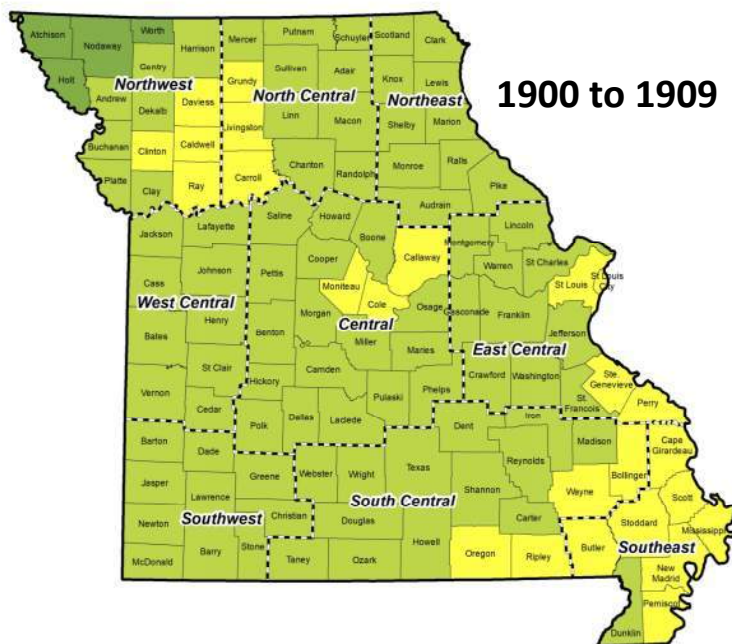 1900 to 1909
Atchison
Nodaway
Worth
Harrison
Mercer
Putnam
Schuyler
Scotland
Clark
Holt
Gentry
Northwest
Grundy
Sullivan
Adair
Knox
Lewis
Andrew
Dekalb
Daviess
North Central
Northeast
Livingston
Linn
Macon
Shelby
Marion
Buchanan
Clinton
Caldwell
Platte
Clay
Ray
Carroll
Chariton
Randolph
Monroe
Ralls
Pike
Audrain
Jackson
Lafayette
Saline
Howard
Boone
Callaway
Montgomery
Lincoln
Cass
Johnson
Pettis
Cooper
Moniteau
Cole
Osage
Gasconade
Warren
St Charles
St Louis
St Louis
City
West Central
Henry
Bates
Benton
Morgan
Central
Miller
Maries
Franklin
Jefferson
East Central
St Clair
Vernon
Cedar
Hickory
Camden
Pulaski
Phelps
Crawford
Washington
Ste.
Genevieve
St.
Francois
Perry
Barton
Dade
Polk
Dallas
Laclede
Dent
Iron
Madison
Bollinger
Cape
Girardeau
Jasper
Greene
Webster
Wright
Texas
Reynolds
Shannon
Wayne
Scott
Lawrence
South Central
Newton
Southwest
Christian
Douglas
Carter
Stoddard
Mississippi
McDonald
Barry
Stone
Taney
Ozark
Howell
Oregon
Ripley
Butler
Southeast
New
Madrid
Pemiscot
Dunklin